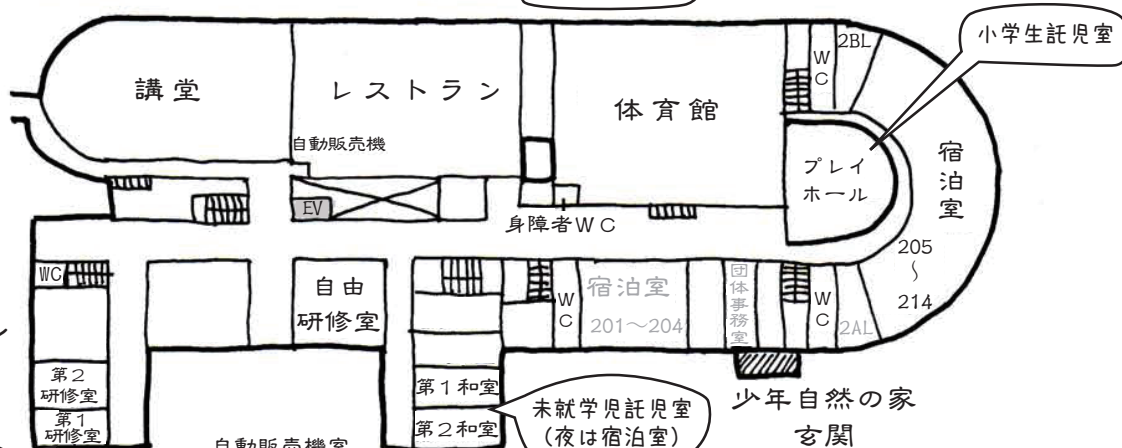 小学生託児室
2BL
WC
講堂
レストラン
体育館
自動販売機
プレイ
ホール
宿泊室
205
～
214
EV
身障者WC
WC
自由
研修室
WC
宿泊室
201～204
団体事務室
WC
2AL
第2
研修室
第1
研修室
第1和室
第2和室
未就学児託児室
(夜は宿泊室)
少年自然の家
玄関
自動販売機室